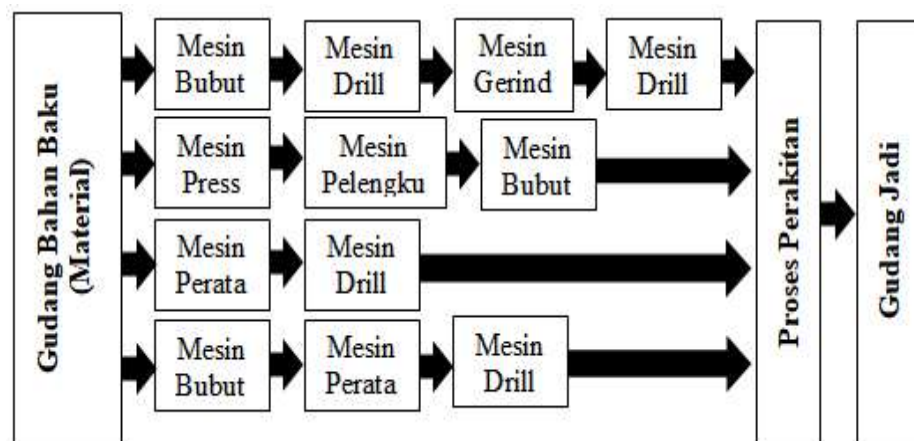 Gudang Bahan Baku
(Material)
Mesin
Bubut
Mesin
Drill
Mesin
Gerind
Mesin
Drill
Mesin
Press
Mesin
Pelengku
Mesin
Bubut
Mesin
Perata
Mesin
Drill
Mesin
Bubut
Mesin
Perata
Mesin
Drill
Proses Perakitan
Gudang Jadi